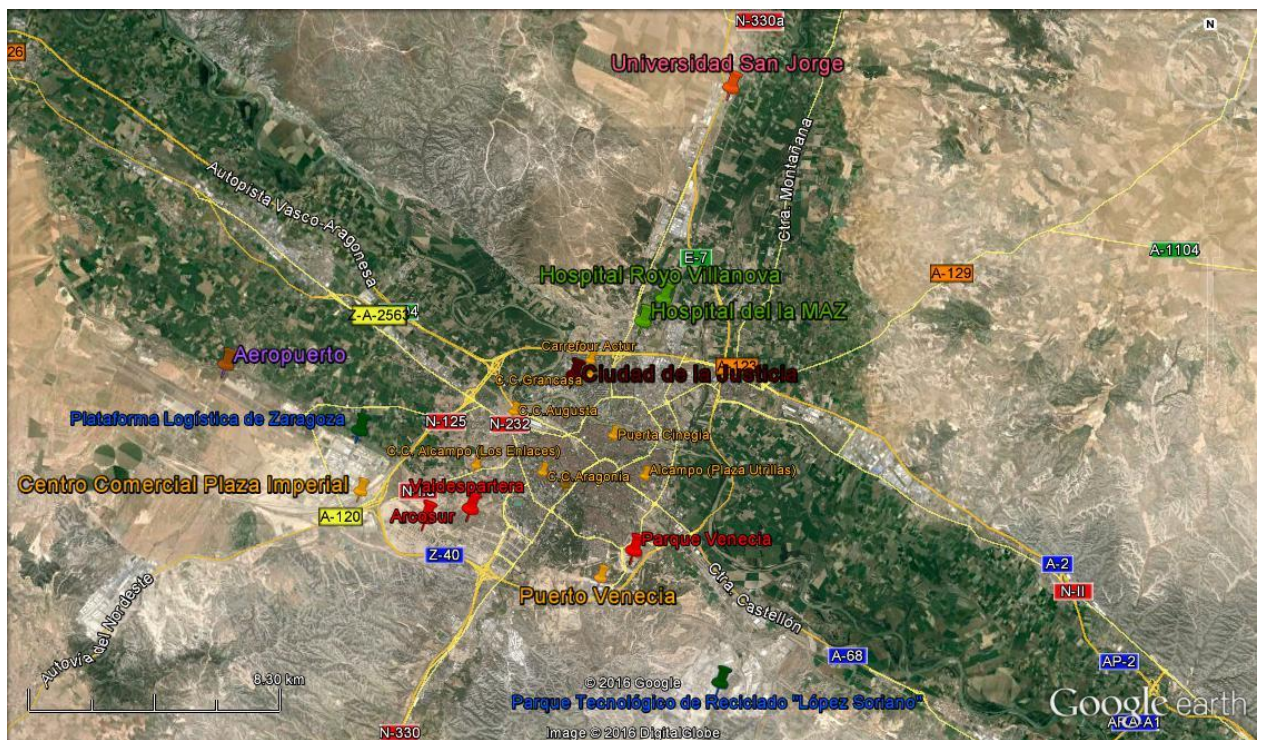 N-330a
N
26
Universidad San Jorge
Ctra. Montañana
Autopista Vasco-Aragonesa
E-7
A-1104
A-129
Hospital Royo Villanova
Hospital del la MAZ
Z-A-2563
Carrefour Actur
Aeropuerto
A-123
Ciudad de la Justicia
C.C.Grancasa
C.C.Augusta
Plataforma Logística de Zaragoza
N-125
N-232
Puerta Cinegia
C.C. Alcampo (Los Enlaces)
C.C.Aragonia
Alcampo (Plaza Utrillas)
Centro Comercial Plaza Imperial
Valdespartera
Arcosur
A-120
Parque Venecia
Z-40
A-2
Ctra. Castellón
N-II
Puerto Venecia
Autovía del Nordeste
A-68
AP-2
8.30 km
© 2016 Google
Parque Tecnológico de Reciclado "López Soriano"
Google earth
N-330
Image © 2016 DigitalGlobe